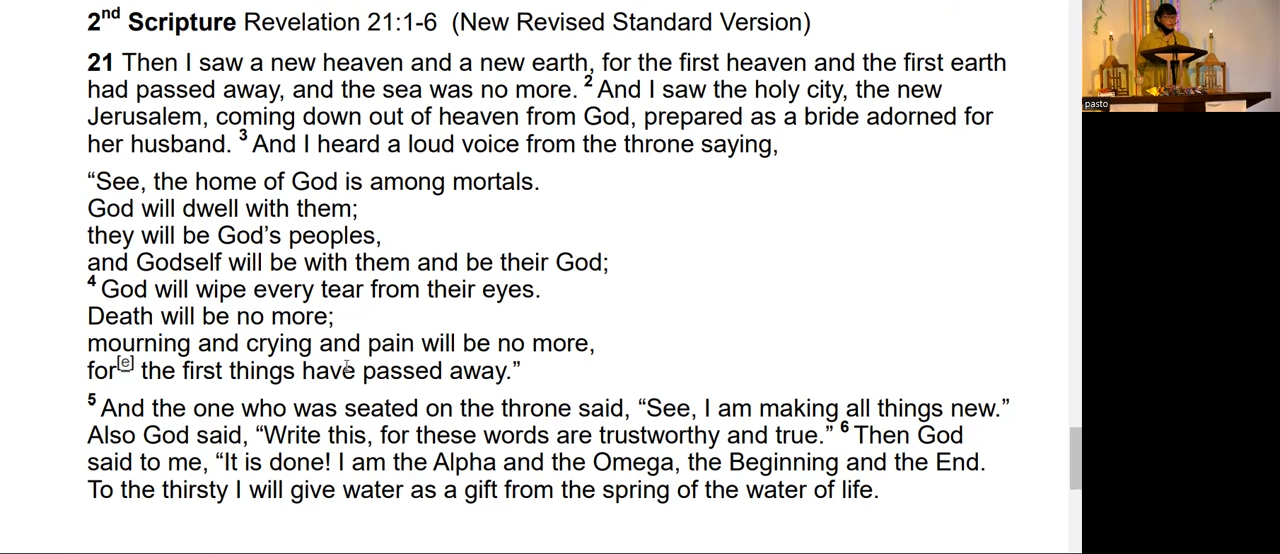 2nd Scripture Revelation 21:1-6 (New Revised Standard Version)
21 Then I saw a new heaven and a new earth, for the first heaven and the first earth
had passed away, and the sea was no more. 2 And I saw the holy city, the new
Jerusalem, coming down out of heaven from God, prepared as a bride adorned for
her husband. 3 And I heard a loud voice from the throne saying,
“See, the home of God is among mortals.
God will dwell with them;
they will be God’s peoples,
and Godself will be with them and be their God;
4 God will wipe every tear from their eyes.
Death will be no more;
mourning and crying and pain will be no more,
for[e] the first things have passed away.”
5 And the one who was seated on the throne said, “See, I am making all things new.”
Also God said, “Write this, for these words are trustworthy and true.” 6 Then God
said to me, “It is done! I am the Alpha and the Omega, the Beginning and the End.
To the thirsty I will give water as a gift from the spring of the water of life.
pasto